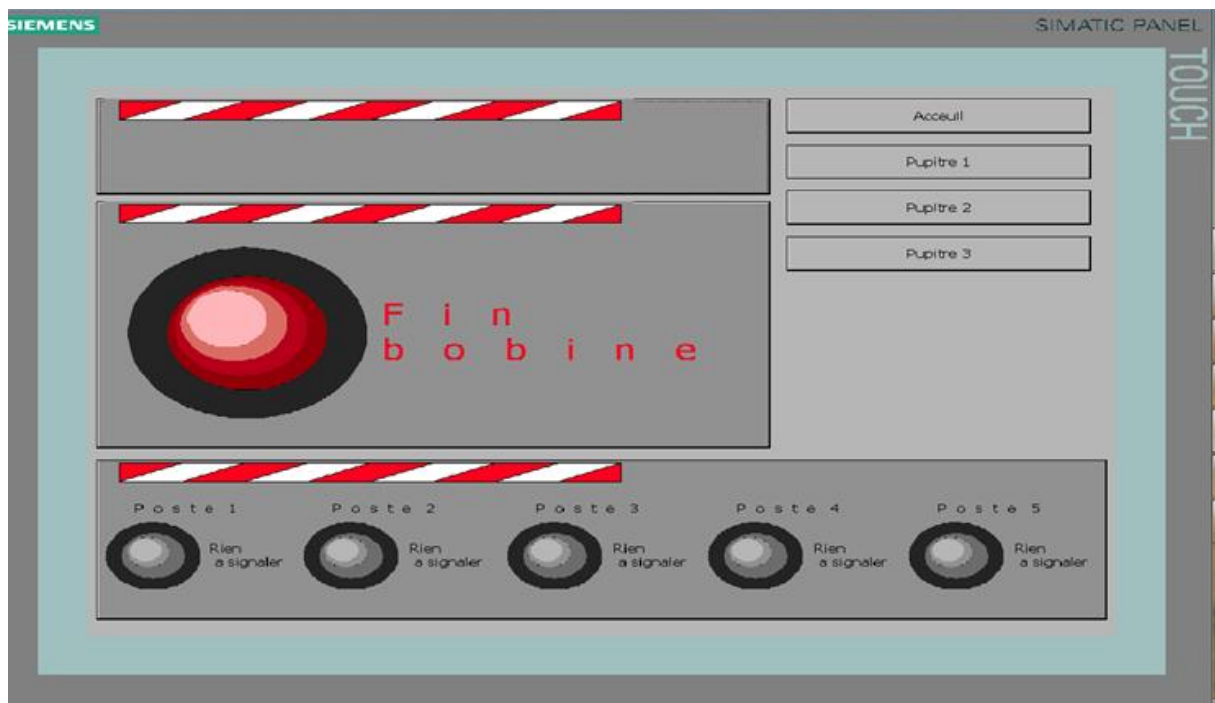 SIEMENS
SIMATIC PANEL
TOUCH
Acceuil
Pupitre 1
Pupitre 2
Pupitre 3
Fin
bobine
Poste 1
Rien
a signaler
Poste 2
Rien
a signaler
Poste 3
Rien
a signaler
Poste 4
Rien
a signaler
Poste 5
Rien
a signaler